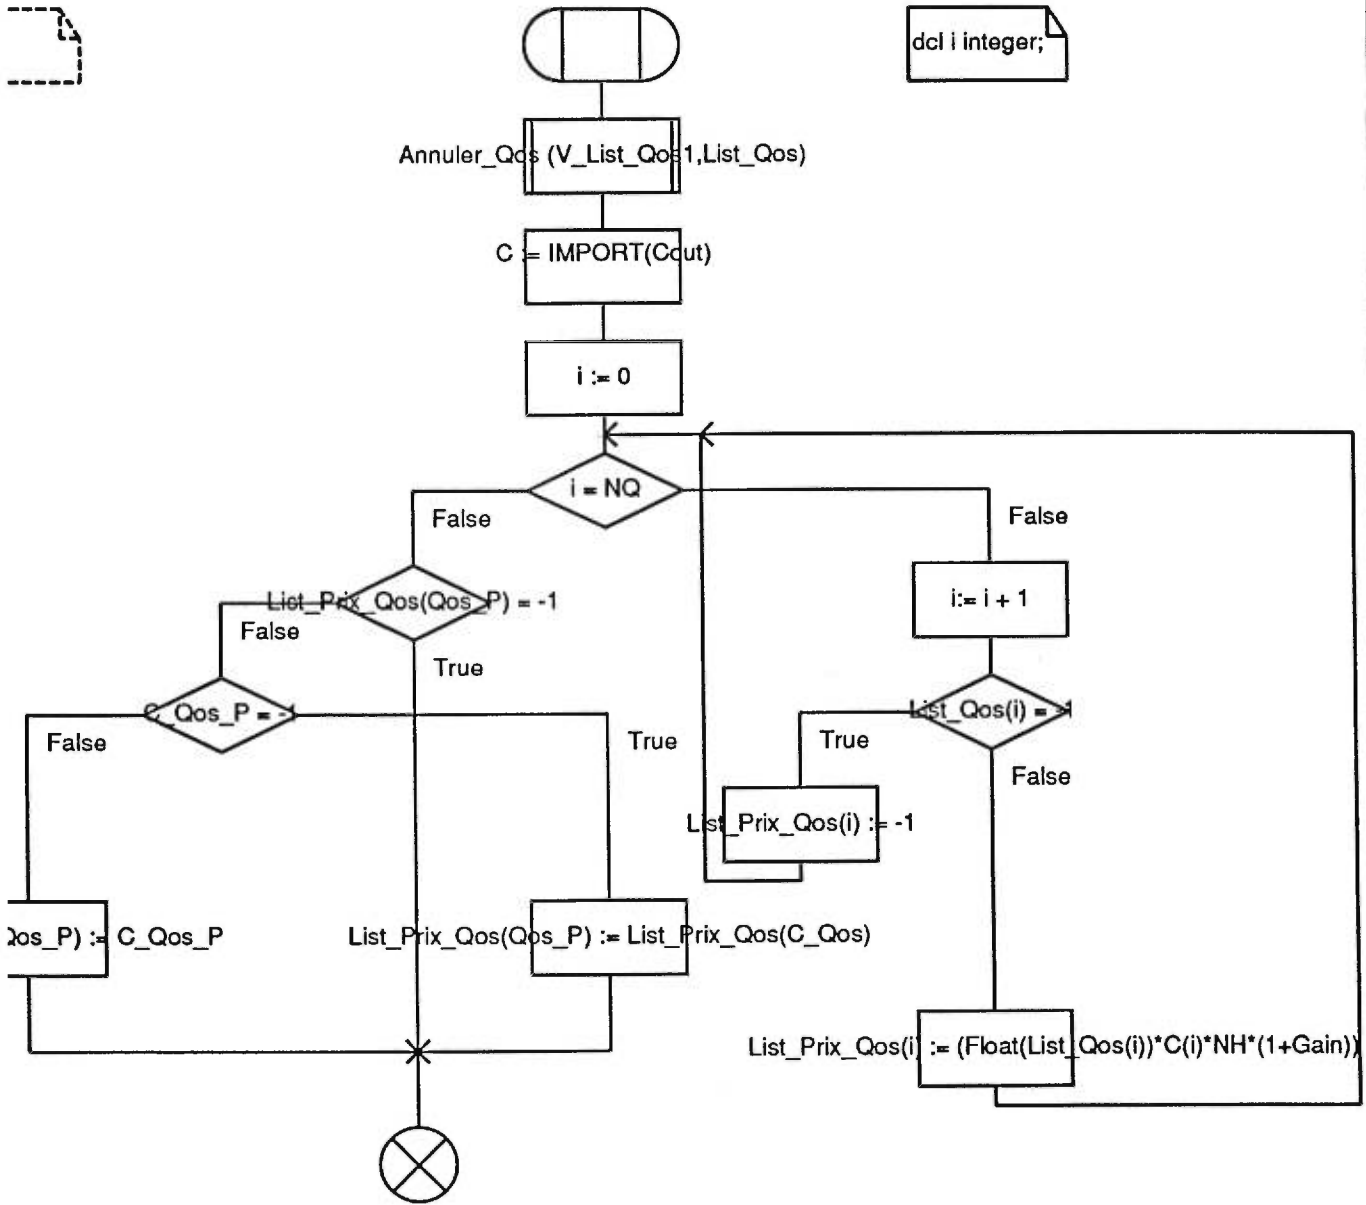 dcl i integer;
Annuler_Qos (V_List_Qos1,List_Qos)
C := IMPORT(Cout)
i := 0
i = NQ
False
False
i:= i + 1
List_Prix_Qos(Qos_P) = -1
False
True
C_Qos_P = -1
List_Qos(i) = -1
False
True
True
False
List_Prix_Qos(i) := -1
Qos_P) := C_Qos_P
List_Prix_Qos(Qos_P) := List_Prix_Qos(C_Qos)
List_Prix_Qos(i) := (Float(List_Qos(i))*C(i)*NH*(1+Gain))